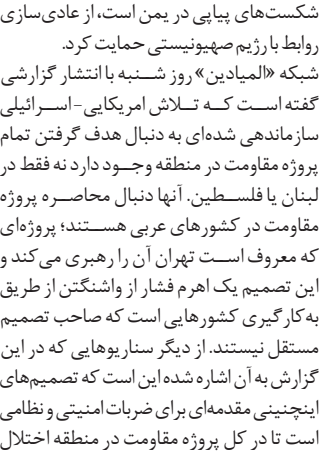 شکست‌های پیاپی در یمن است، از عادی‌سازی
روابط با رژیم صهیونیستی حمایت کرد.
شبکه «المیادین» روز شنبه با انتشار گزارشی
گفته است که تلاش امریکایی-اسرائیلی
سازماندهی شده‌ای به دنبال هدف گرفتن تمام
پروژه مقاومت در منطقه وجود دارد نه فقط در
لبنان یا فلسطین. آنها دنبال محاصره پروژه
مقاومت در کشورهای عربی هستند؛ پروژه‌ای
که معروف است تهران آن را رهبری می‌کند و
این تصمیم یک اهرم فشار از واشنگتن از طریق
به‌کارگیری کشورهایی است که صاحب تصمیم
مستقل نیستند. از دیگر سناریوهایی که در این
گزارش به آن اشاره شده این است که تصمیم‌های
اینچنینی مقدمه‌ای برای ضربات امنیتی و نظامی
است تا در کل پروژه مقاومت در منطقه اختلال